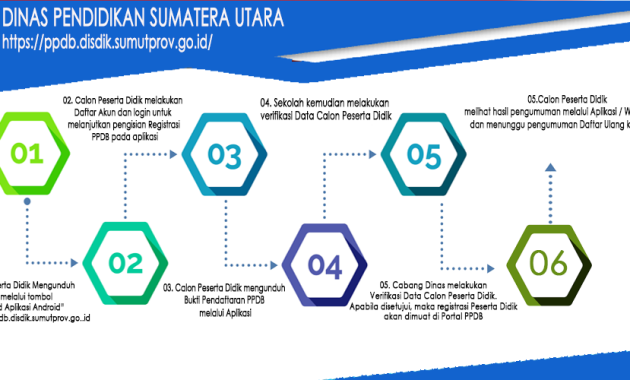 DINAS PENDIDIKAN SUMATERA UTARA
https://ppdb.disdik.sumutprov.go.id/
01
Didik Mengunduh
melalui tombol
Aplikasi Android"
.disdik.sumutprov.go..id
02. Calon Peserta Didik melakukan
Daftar Akun dan login untuk
melanjutkan pengisian Registrasi
PPDB pada aplikasi
02
03
03. Calon Peserta Didik mengunduh
Bukti Pendaftaran PPDB
melalui Aplikasi
04. Sekolah kemudian melakukan
verifikasi Data Calon Peserta Didik
04
05
05. Cabang Dinas melakukan
Verifikasi Data Calon Peserta Didik.
Apabila disetujui, maka registrasi Peserta Didik
akan dimuat di Portal PPDB
05.Calon Peserta Didik
melihat hasil pengumuman melalui Aplikasi /
dan menunggu pengumuman Daftar Ulang
06